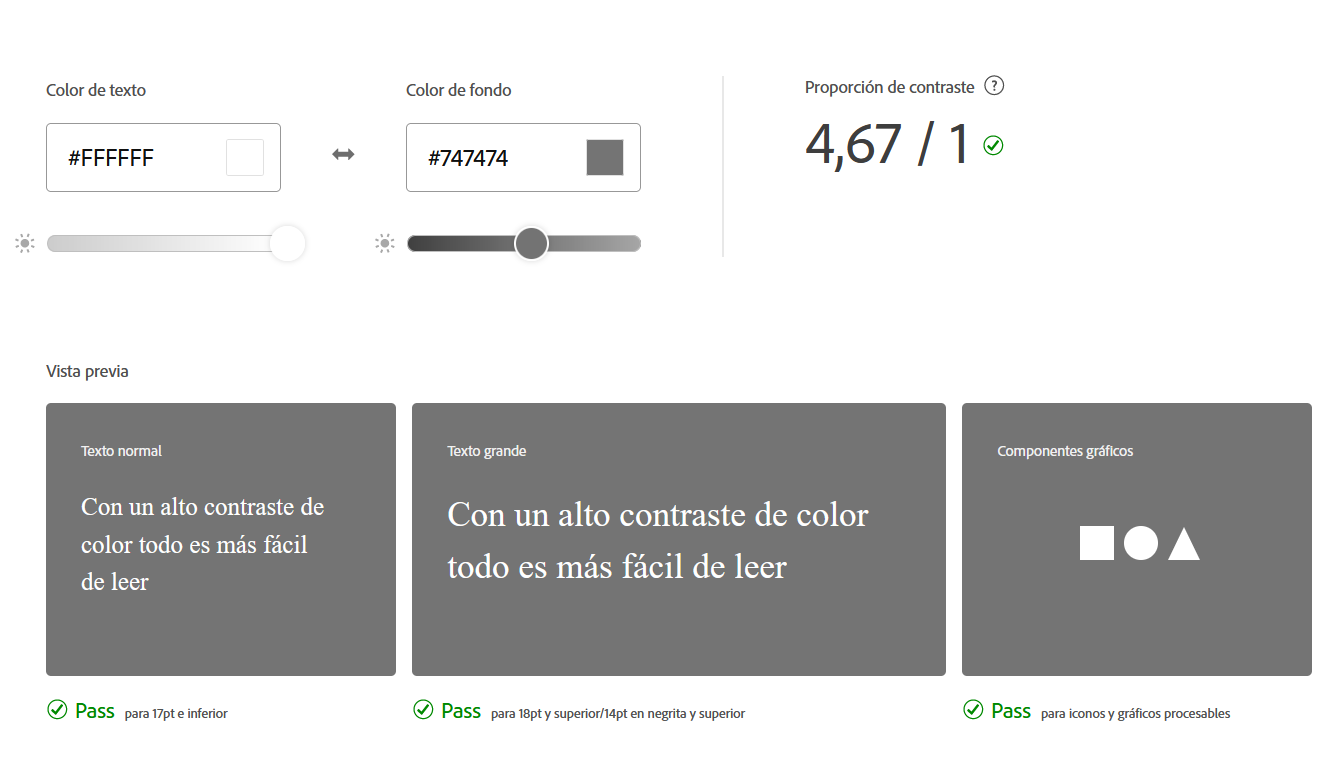 Color de texto
#FFFFFF
Color de fondo
#747474
Proporción de contraste ?
4,67 / 1
Vista previa
Texto normal
Con un alto contraste de
color todo es más fácil
de leer
Pass para 17pt e inferior
Texto grande
Con un alto contraste de color
todo es más fácil de leer
Pass para 18pt y superior/14pt en negrita y superior
Componentes gráficos
Pass para iconos y gráficos procesables